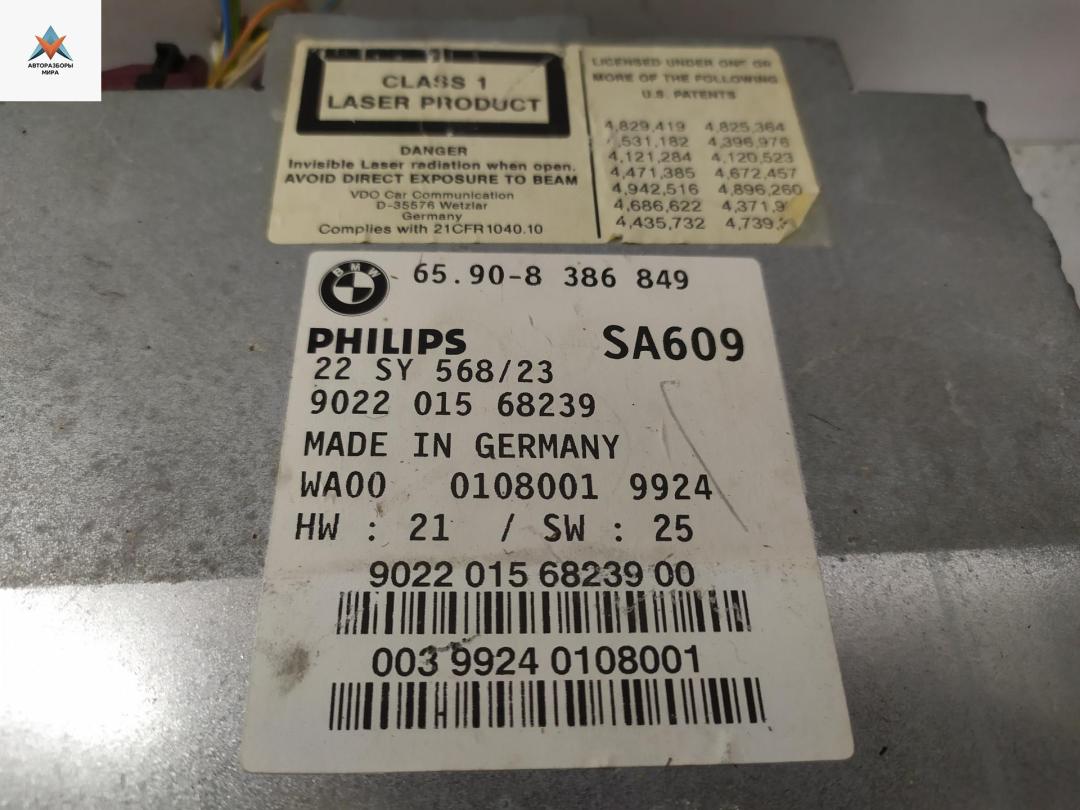 АВТОРАЗБОРЫ
МИРА
CLASS 1
LASER PRODUCT
DANGER
Invisible Laser radiation when open.
AVOID DIRECT EXPOSURE TO BEAM
VDO Car Communication
D-35576 Wetzlar
Germany
Complies with 21CFR1040.10
LICENSED UNDER ONE OR
MORE OF THE FOLLOWING
U.S. PATENTS
4,829,419 4,825,364
4,396,976
4,121,284 4,120,523
4,471,385 4,672,457
4,942,516 4,896,260
4,686,622
4,435,732
BMW 65.90-8 386 849
PHILIPS SA609
22 SY 568/23
9022 015 68239
MADE IN GERMANY
WA00 0108001 9924
HW : 21 / SW : 25
9022 015 68239 00
003 9924 0108001